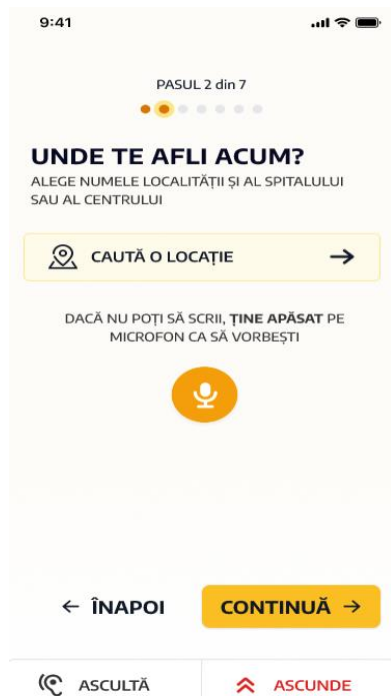 9:41
PASUL 2 din 7
UNDE TE AFLI ACUM?
ALEGE NUMELE LOCALITĂȚII ȘI AL SPITALULUI
SAU AL CENTRULUI
CAUTĂ O LOCAȚIE
DACĂ NU POȚI SĂ SCRII, ȚINE APĂSAT PE
MICROFON CA SĂ VORBEȘTI
ÎNAPOI
CONTINUĂ
ASCULTĂ
ASCUNDE